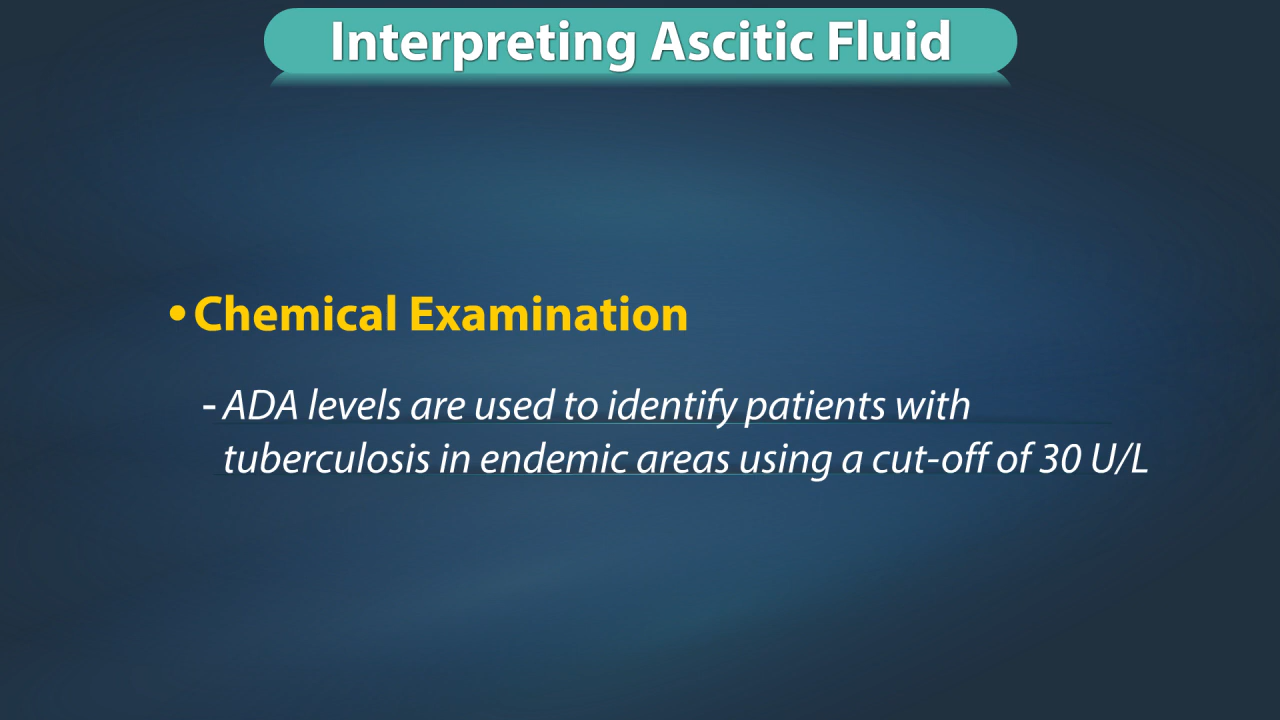 Interpreting Ascitic Fluid
• Chemical Examination
- ADA levels are used to identify patients with
tuberculosis in endemic areas using a cut-off of 30 U/L